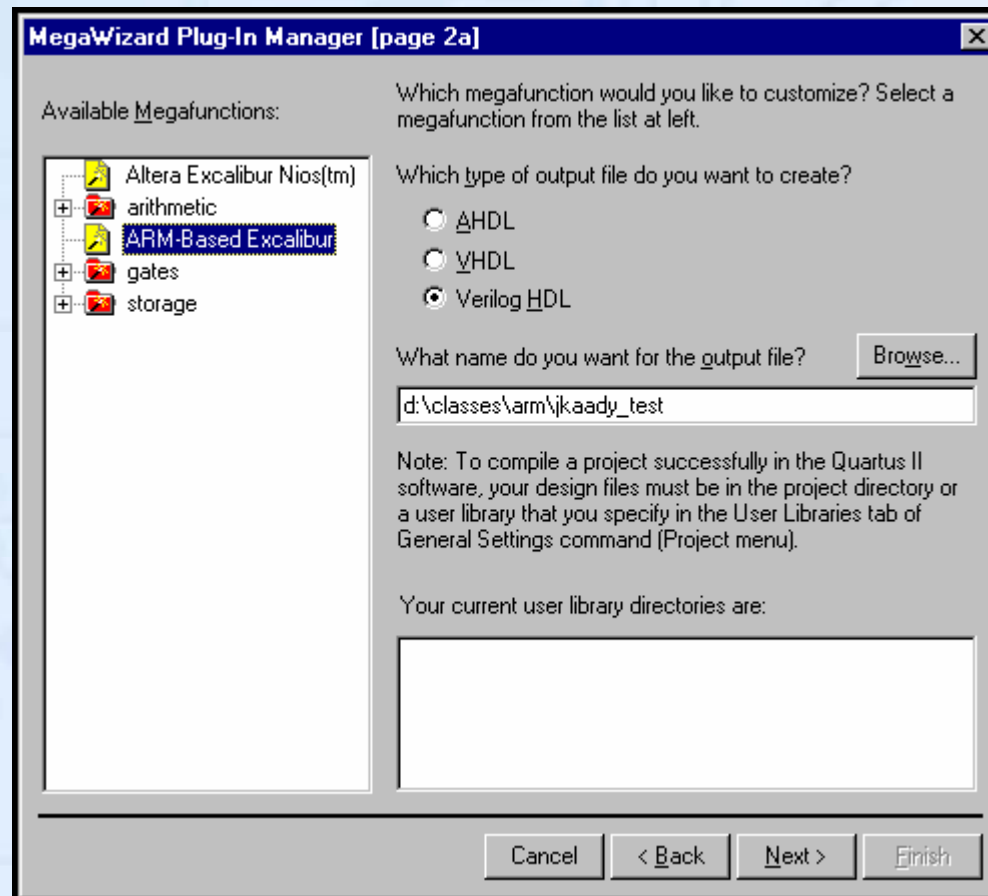 MegaWizard Plug-In Manager [page 2a]
Available Megafunctions:
Altera Excalibur Nios(tm)
arithmetic
ARM-Based Excalibur
gates
storage
Which megafunction would you like to customize? Select a
megafunction from the list at left.
Which type of output file do you want to create?
AHDL
VHDL
Verilog HDL
What name do you want for the output file?
Browse...
d:\classes\arm\jkaady_test
Note: To compile a project successfully in the Quartus II
software, your design files must be in the project directory or
a user library that you specify in the User Libraries tab of
General Settings command (Project menu).
Your current user library directories are:
Cancel
< Back
Next >
Finish